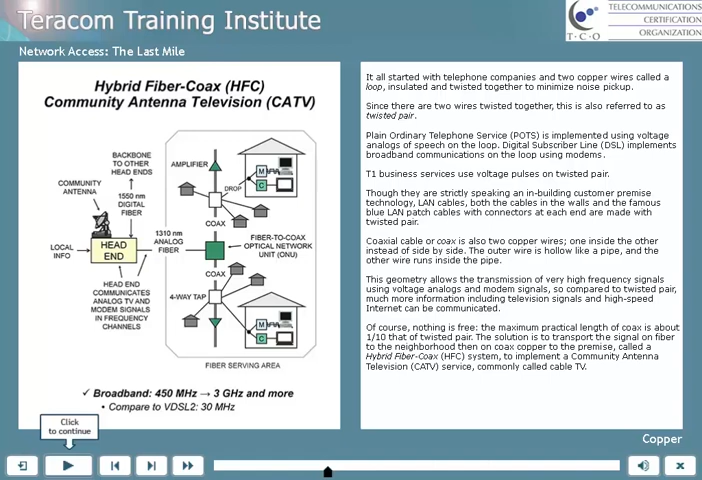 Teracom Training Institute
TELECOMMUNICATIONS
CERTIFICATION
ORGANIZATION
T·C·O
Network Access: The Last Mile
Hybrid Fiber-Coax (HFC)
Community Antenna Television (CATV)
BACKBONE
TO OTHER
HEAD ENDS
AMPLIFIER
COMMUNITY
ANTENNA
1550 nm
DIGITAL
FIBER
M
C
DROP
COAX
LOCAL
INFO
HEAD
END
1310 nm
ANALOG
FIBER
FIBER-TO-COAX
OPTICAL NETWORK
UNIT (ONU)
COAX
HEAD END
COMMUNICATES
ANALOG TV AND
MODEM SIGNALS
IN FREQUENCY
CHANNELS
4-WAY TAP
M
C
FIBER SERVING AREA
✓ Broadband: 450 MHz → 3 GHz and more
• Compare to VDSL2: 30 MHz
It all started with telephone companies and two copper wires called a
loop, insulated and twisted together to minimize noise pickup.
Since there are two wires twisted together, this is also referred to as
twisted pair.
Plain Ordinary Telephone Service (POTS) is implemented using voltage
analogs of speech on the loop. Digital Subscriber Line (DSL) implements
broadband communications on the loop using modems.
T1 business services use voltage pulses on twisted pair.
Though they are strictly speaking an in-building customer premise
technology, LAN cables, both the cables in the walls and the famous
blue LAN patch cables with connectors at each end are made with
twisted pair.
Coaxial cable or coax is also two copper wires; one inside the other
instead of side by side. The outer wire is hollow like a pipe, and the
other wire runs inside the pipe.
This geometry allows the transmission of very high frequency signals
using voltage analogs and modem signals, so compared to twisted pair,
much more information including television signals and high-speed
Internet can be communicated.
Of course, nothing is free: the maximum practical length of coax is about
1/10 that of twisted pair. The solution is to transport the signal on fiber
to the neighborhood then on coax copper to the premise, called a
Hybrid Fiber-Coax (HFC) system, to implement a Community Antenna
Television (CATV) service, commonly called cable TV.
Click
to continue
Copper